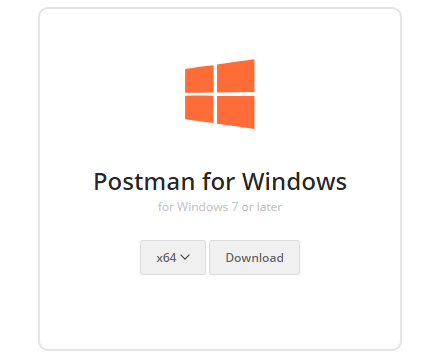 Postman for Windows
for Windows 7 or later
x64 Download